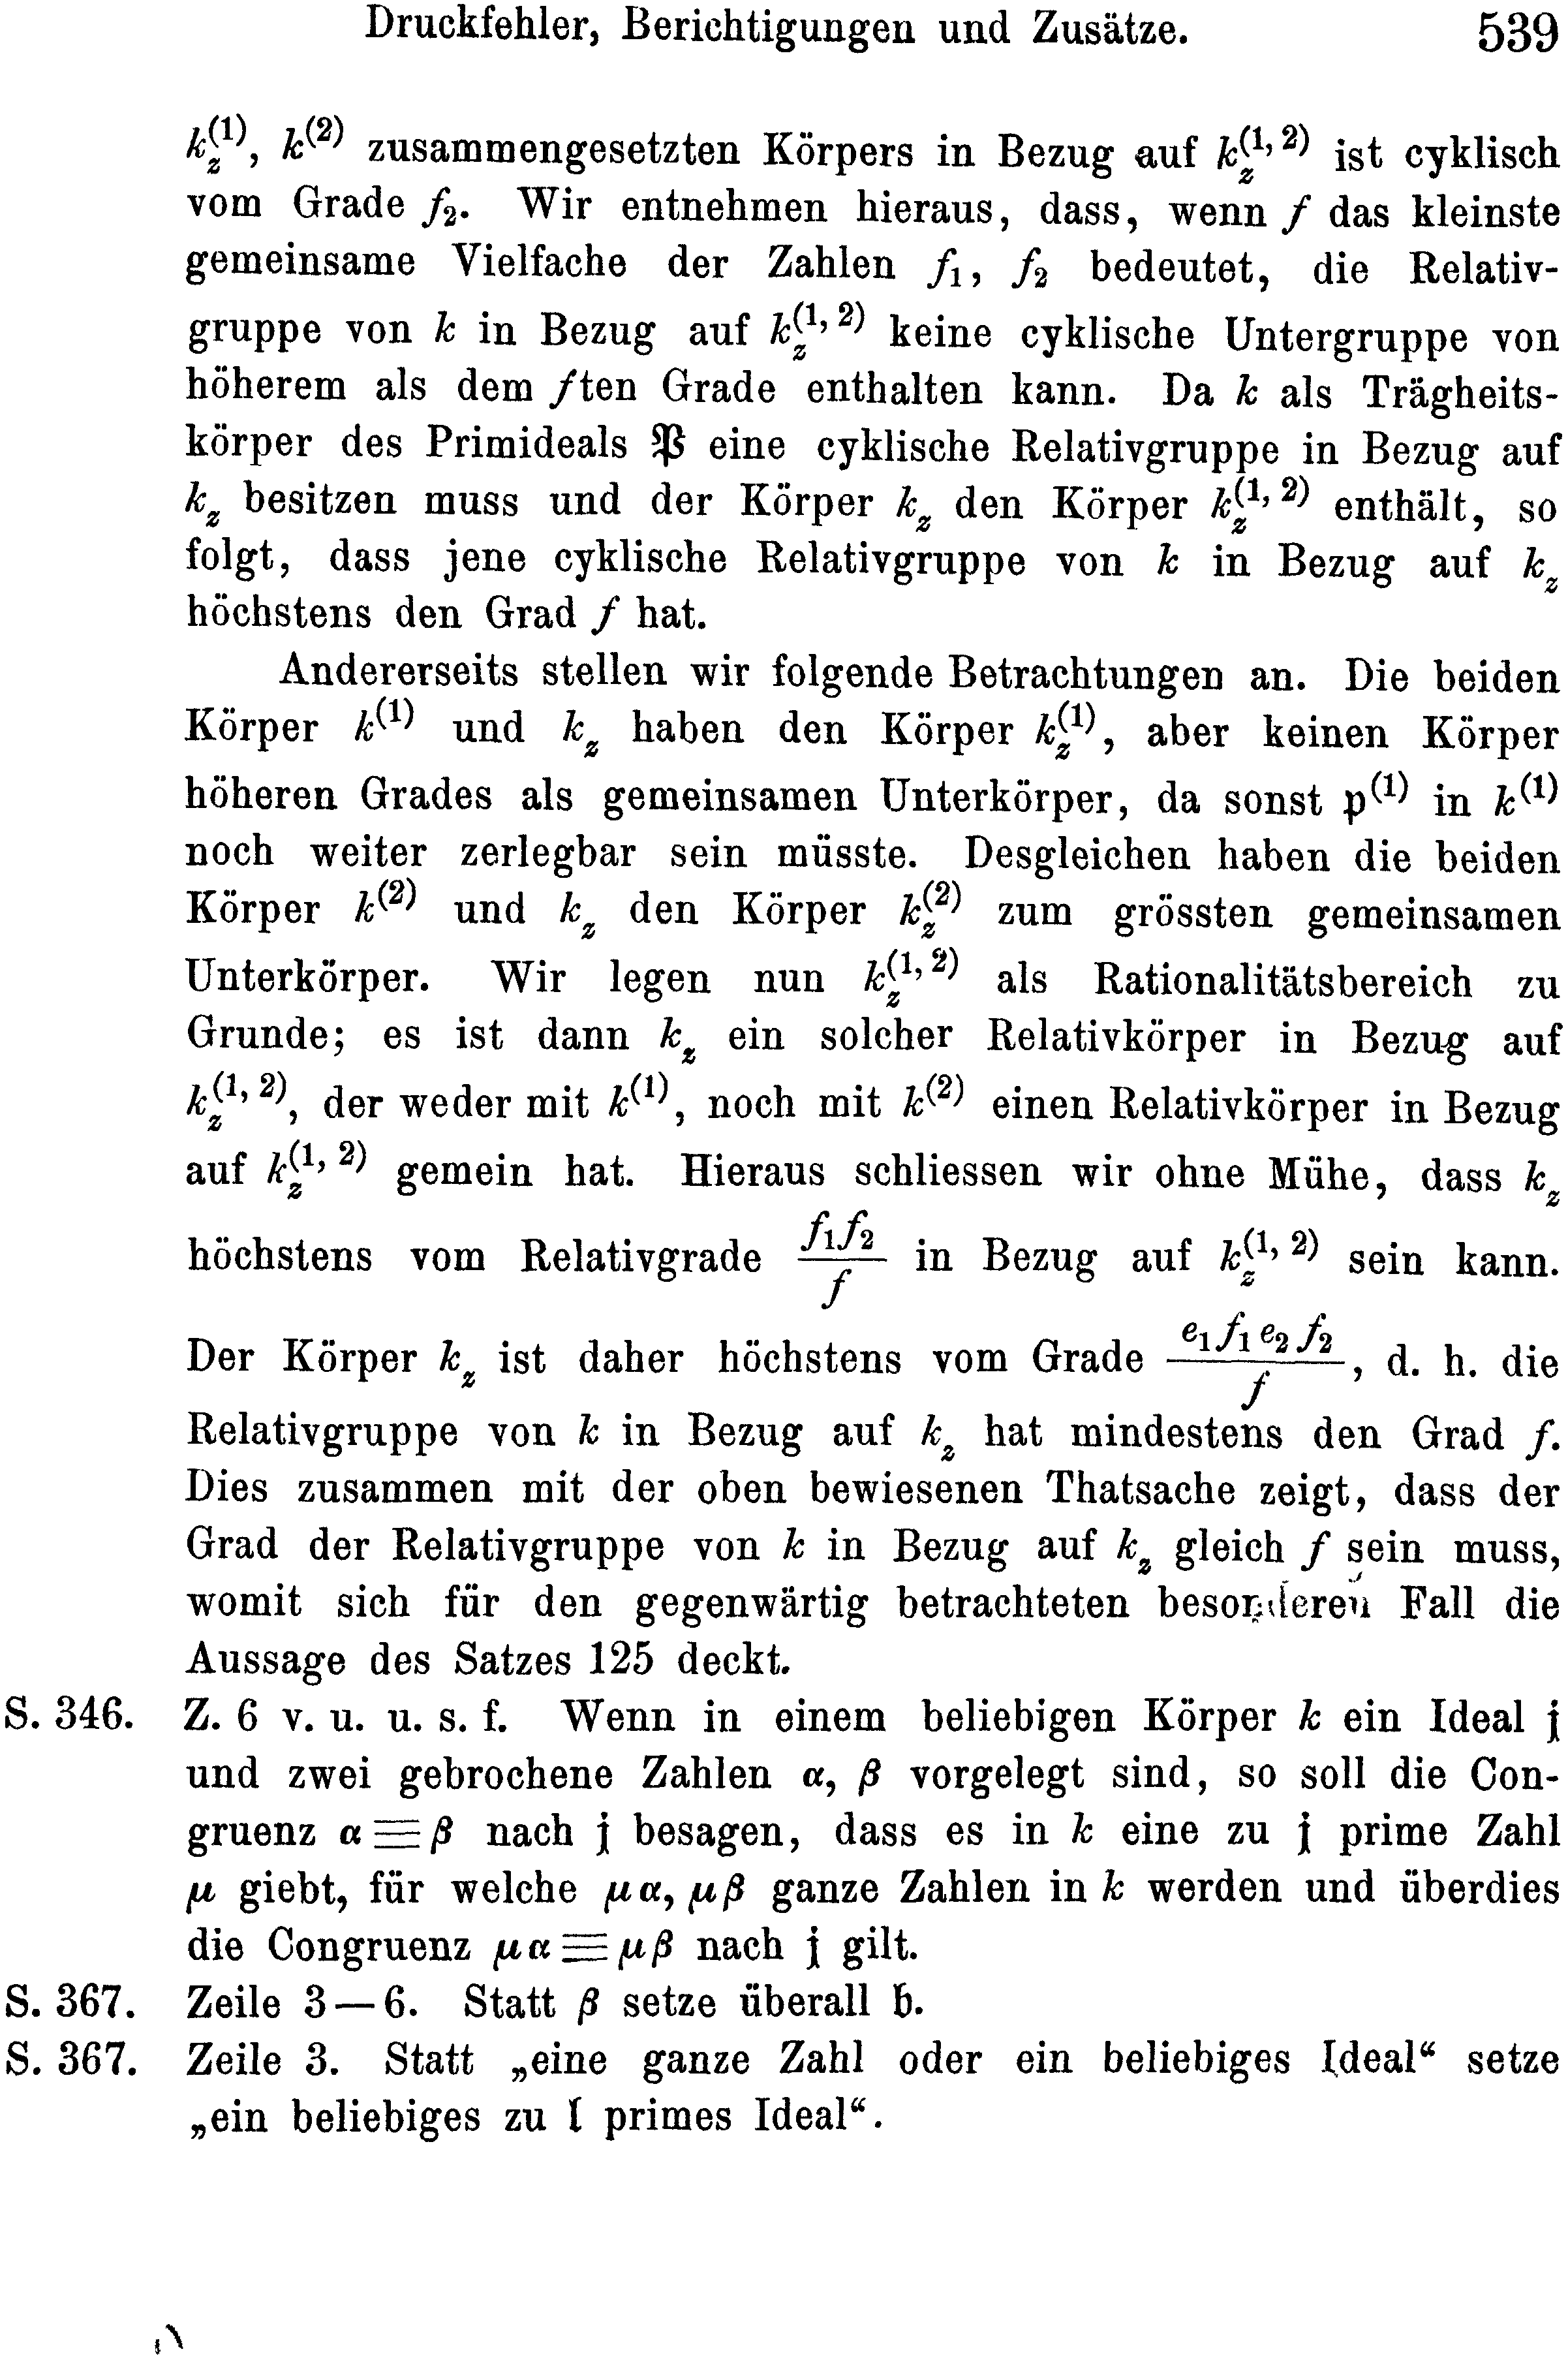 Druckfehler, Berichtigungen und Zusätze. 539
$k_z^{(1)}$, $k^{(2)}$ zusammengesetzten Körpers in Bezug auf $k_z^{(1,2)}$ ist cyklisch
vom Grade $f_2$. Wir entnehmen hieraus, dass, wenn $f$ das kleinste
gemeinsame Vielfache der Zahlen $f_1$, $f_2$ bedeutet, die Relativ-
gruppe von $k$ in Bezug auf $k_z^{(1,2)}$ keine cyklische Untergruppe von
höherem als dem $f$ten Grade enthalten kann. Da $k$ als Trägheits-
körper des Primideals $\mathfrak{P}$ eine cyklische Relativgruppe in Bezug auf
$k_z$ besitzen muss und der Körper $k_z$ den Körper $k_z^{(1,2)}$ enthält, so
folgt, dass jene cyklische Relativgruppe von $k$ in Bezug auf $k_z$
höchstens den Grad $f$ hat.
Andererseits stellen wir folgende Betrachtungen an. Die beiden
Körper $k^{(1)}$ und $k_z$ haben den Körper $k_z^{(1)}$, aber keinen Körper
höheren Grades als gemeinsamen Unterkörper, da sonst $\mathfrak{p}^{(1)}$ in $k^{(1)}$
noch weiter zerlegbar sein müsste. Desgleichen haben die beiden
Körper $k^{(2)}$ und $k_z$ den Körper $k_z^{(2)}$ zum grössten gemeinsamen
Unterkörper. Wir legen nun $k_z^{(1,2)}$ als Rationalitätsbereich zu
Grunde; es ist dann $k_z$ ein solcher Relativkörper in Bezug auf
$k_z^{(1,2)}$, der weder mit $k^{(1)}$, noch mit $k^{(2)}$ einen Relativkörper in Bezug
auf $k_z^{(1,2)}$ gemein hat. Hieraus schliessen wir ohne Mühe, dass $k_z$
höchstens vom Relativgrade $\frac{f_1 f_2}{f}$ in Bezug auf $k_z^{(1,2)}$ sein kann.
Der Körper $k_z$ ist daher höchstens vom Grade $\frac{e_1 f_1 e_2 f_2}{f}$, d. h. die
Relativgruppe von $k$ in Bezug auf $k_z$ hat mindestens den Grad $f$.
Dies zusammen mit der oben bewiesenen Thatsache zeigt, dass der
Grad der Relativgruppe von $k$ in Bezug auf $k_z$ gleich $f$ sein muss,
womit sich für den gegenwärtig betrachteten besonderen Fall die
Aussage des Satzes 125 deckt.
S. 346. Z. 6 v. u. u. s. f. Wenn in einem beliebigen Körper $k$ ein Ideal $\mathfrak{j}$
und zwei gebrochene Zahlen $\alpha$, $\beta$ vorgelegt sind, so soll die Con-
gruenz $\alpha \equiv \beta$ nach $\mathfrak{j}$ besagen, dass es in $k$ eine zu $\mathfrak{j}$ prime Zahl
$\mu$ giebt, für welche $\mu\alpha$, $\mu\beta$ ganze Zahlen in $k$ werden und überdies
die Congruenz $\mu\alpha \equiv \mu\beta$ nach $\mathfrak{j}$ gilt.
S. 367. Zeile 3—6. Statt $\beta$ setze überall $\mathfrak{b}$.
S. 367. Zeile 3. Statt „eine ganze Zahl oder ein beliebiges Ideal“ setze
„ein beliebiges zu $\mathfrak{l}$ primes Ideal“.